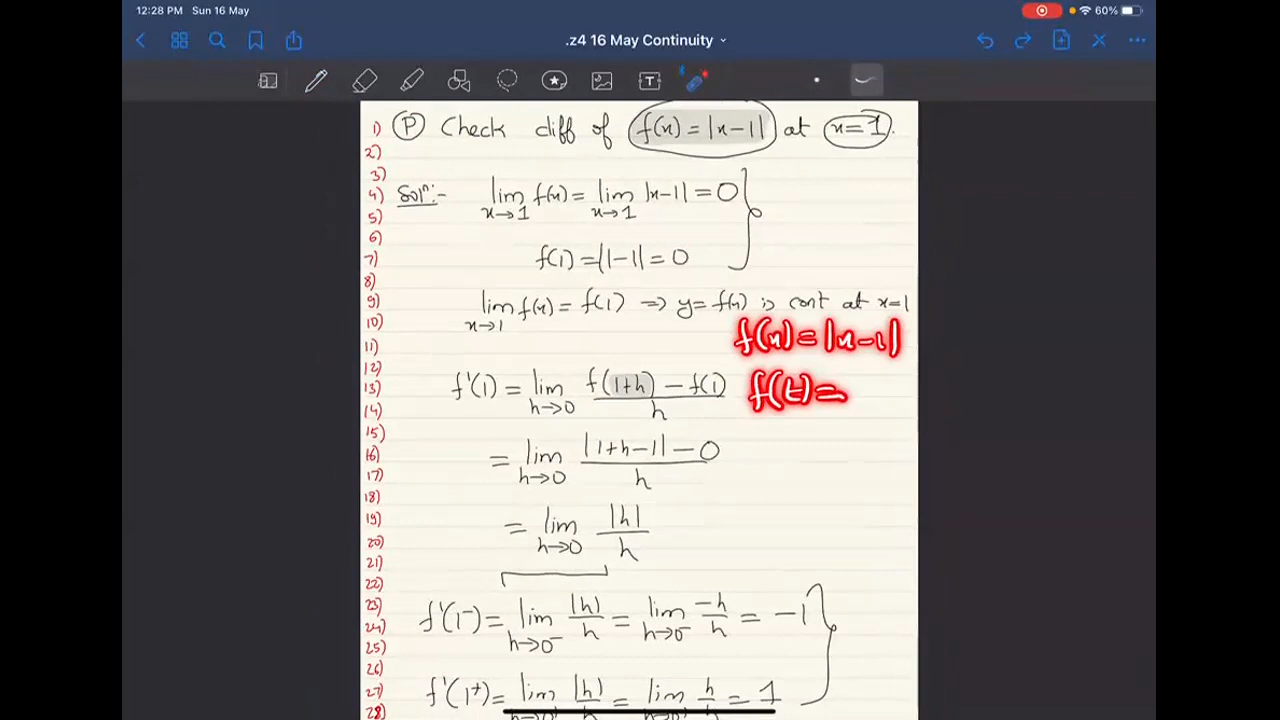 12:28 PM Sun 16 May 60%
.z4 16 May Continuity
1) Ⓟ Check diff of f(x) = |x-1| at x=1.
2)
3)
4) Solⁿ:- lim f(x) = lim |x-1| = 0
5) x→1 x→1
6)
7) f(1) = |1-1| = 0
8)
9) lim f(x) = f(1) ⇒ y = f(x) is cont at x=1
10) x→1 f(x) = |x-1|
11)
12)
13) f'(1) = lim f(1+h) - f(1) f(t) =
14) h→0 h
15)
16) = lim |1+h-1| - 0
17) h→0 h
18)
19) = lim |h|
20) h→0 h
21)
22)
23) f'(1⁻) = lim |h| = lim -h = -1
24) h→0⁻ h h→0⁻ h
25)
26)
27) f'(1⁺) = lim |h| = lim h = 1
28) h→0⁺ h h→0⁺ h